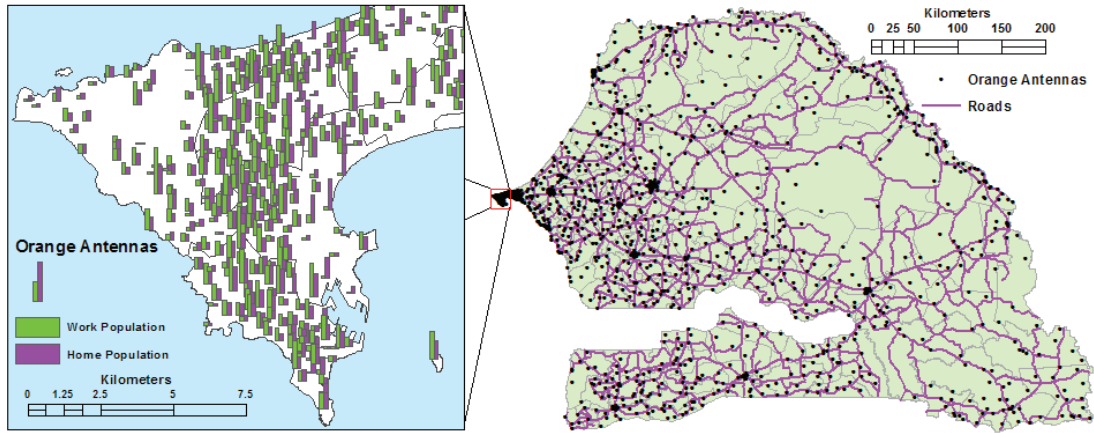 Orange Antennas
Work Population
Home Population
Kilometers
0 1.25 2.5 5 7.5
Kilometers
0 25 50 100 150 200
Orange Antennas
Roads